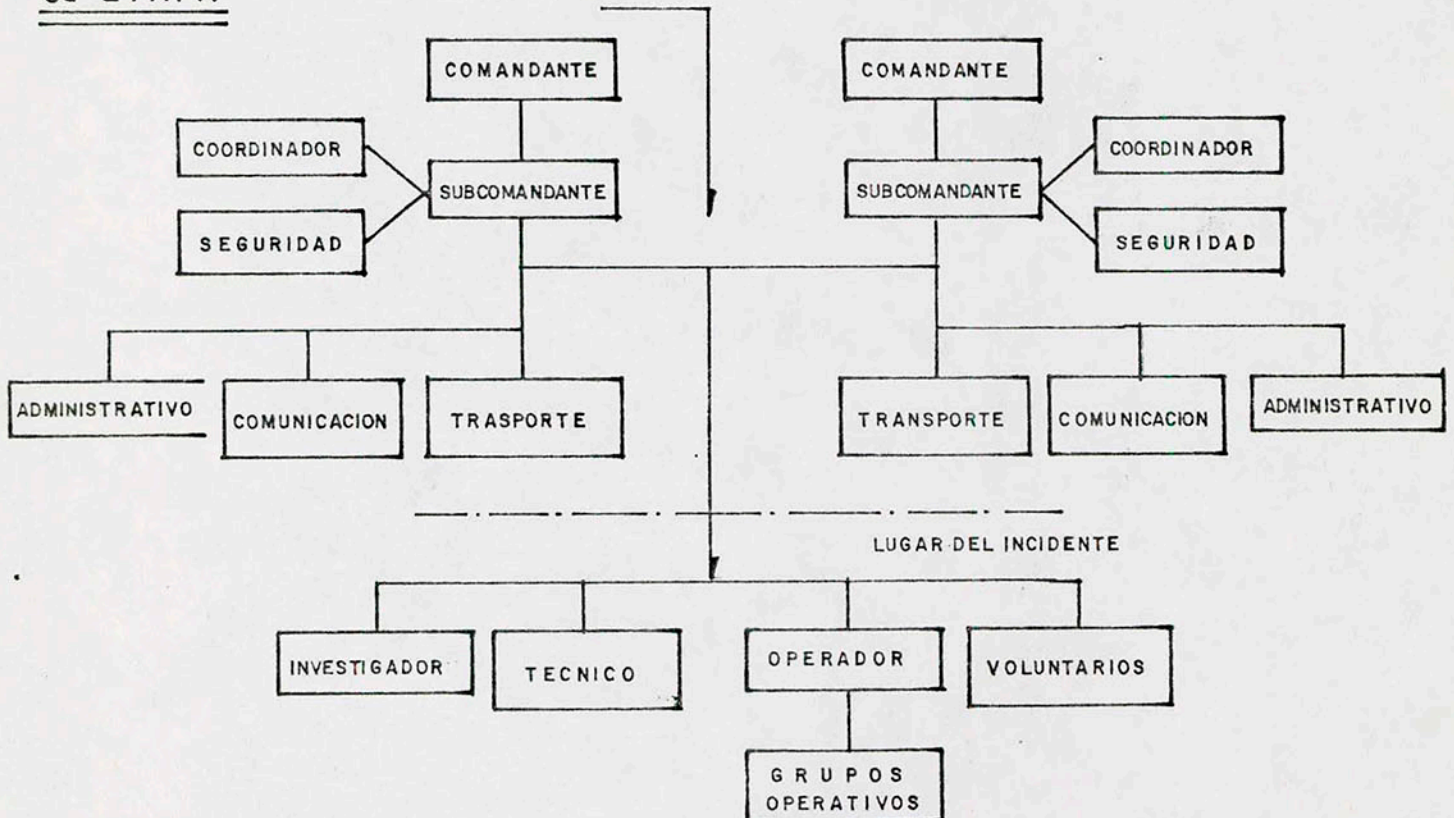 COMANDANTE COMANDANTE
COORDINADOR COORDINADOR
SUBCOMANDANTE SUBCOMANDANTE
SEGURIDAD SEGURIDAD
ADMINISTRATIVO COMUNICACION TRASPORTE TRANSPORTE COMUNICACION ADMINISTRATIVO
LUGAR DEL INCIDENTE
INVESTIGADOR TECNICO OPERADOR VOLUNTARIOS
GRUPOS
OPERATIVOS